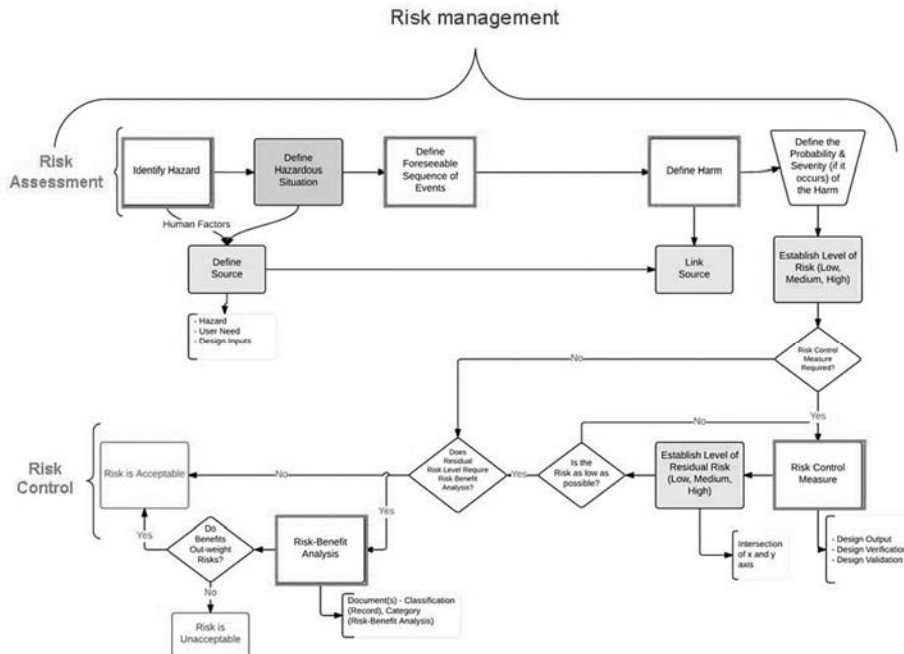 Risk management
Risk
Assessment
Identify Hazard
Define
Hazardous
Situation
Define
Foreseeable
Sequence of
Events
Define Harm
Define the
Probability &
Severity (if it
occurs) of
the Harm
Human Factors
Define
Source
Link
Source
Establish Level of
Risk (Low,
Medium, High)
- Hazard
- User Need
- Design Inputs
Risk Control
Measure
Required?
No
Yes
No
Risk
Control
Risk is Acceptable
No
Does
Residual
Risk Level Require
Risk Benefit
Analysis?
Yes
Is the
Risk as low as
possible?
Establish Level of
Residual Risk
(Low, Medium,
High)
Risk Control
Measure
Yes
Yes
Do
Benefits
Out-weight
Risks?
Risk-Benefit
Analysis
Intersection
of x and y
axis
- Design Output
- Design Verification
- Design Validation
No
Document(s) - Classification
(Record), Category
(Risk-Benefit Analysis)
Risk is
Unacceptable